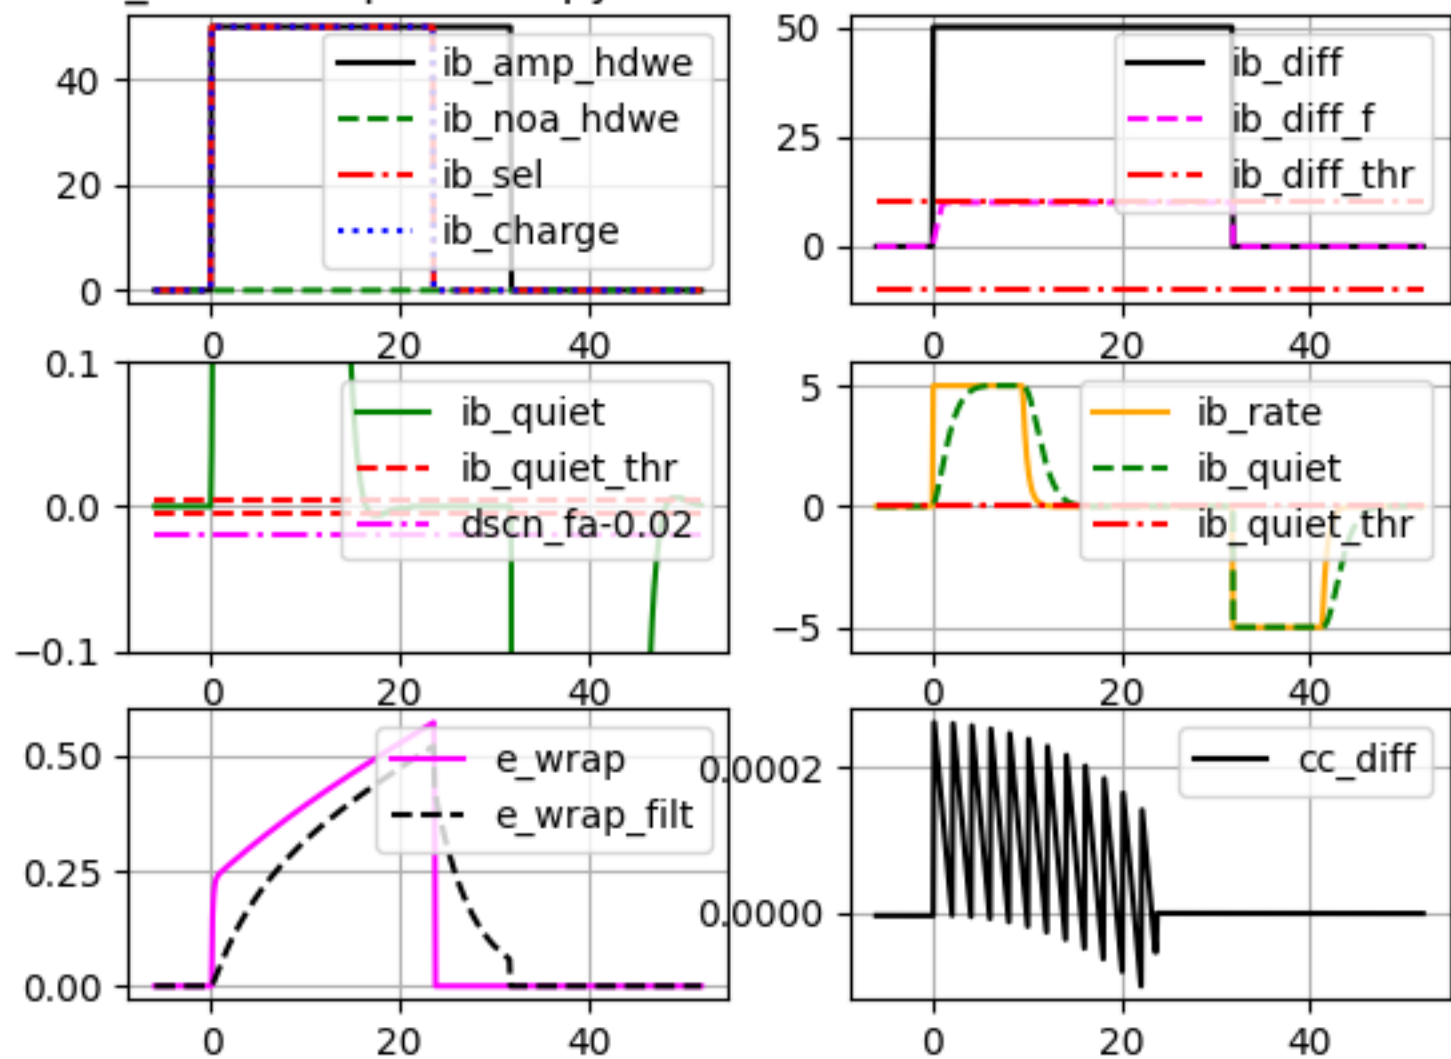 40
20
0
0 20 40
ib_amp_hdwe
ib_noa_hdwe
ib_sel
ib_charge
50
25
0
0 20 40
ib_diff
ib_diff_f
ib_diff_thr
0.1
0.0
−0.1
0 20 40
ib_quiet
ib_quiet_thr
dscn_fa-0.02
5
0
−5
0 20 40
ib_rate
ib_quiet
ib_quiet_thr
0.50
0.25
0.00
0 20 40
e_wrap
e_wrap_filt
0.0002
0.0000
0 20 40
cc_diff